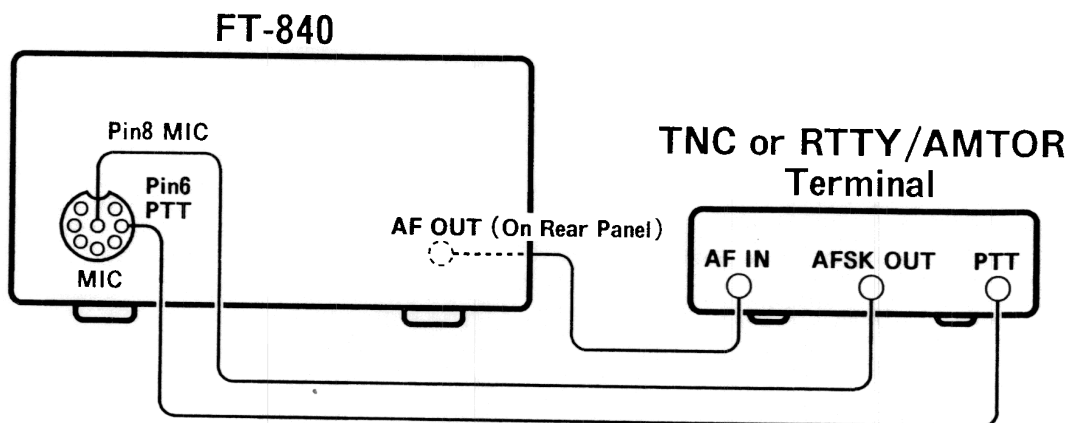 FT-840
Pin8 MIC
Pin6
PTT
MIC
AF OUT (On Rear Panel)
TNC or RTTY/AMTOR
Terminal
AF IN
AFSK OUT
PTT